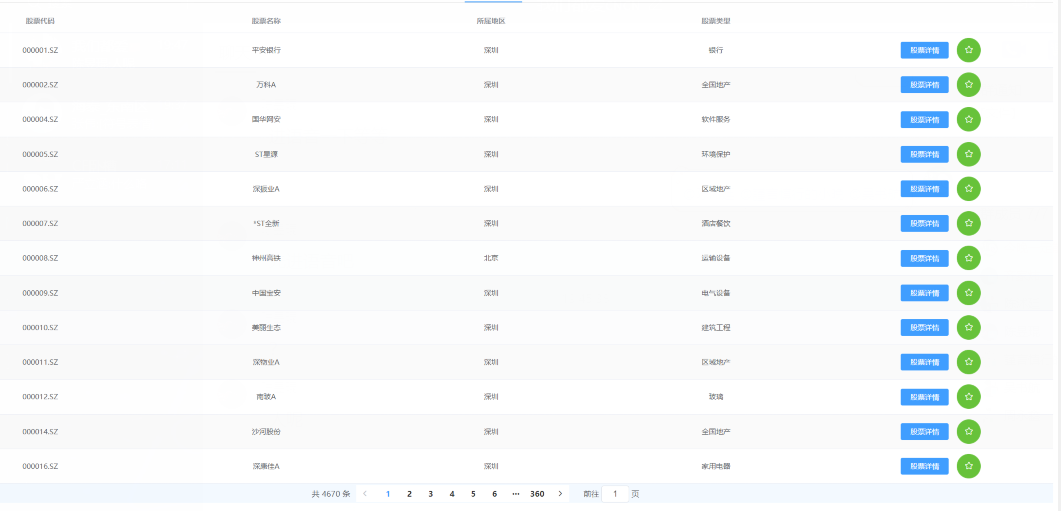 股票代码 股票名称 所属地区 股票类型
000001.SZ 平安银行 深圳 银行 股票详情
000002.SZ 万科A 深圳 全国地产 股票详情
000004.SZ 国华网安 深圳 软件服务 股票详情
000005.SZ ST星源 深圳 环境保护 股票详情
000006.SZ 深振业A 深圳 区域地产 股票详情
000007.SZ *ST全新 深圳 酒店餐饮 股票详情
000008.SZ 神州高铁 北京 运输设备 股票详情
000009.SZ 中国宝安 深圳 电气设备 股票详情
000010.SZ 美丽生态 深圳 建筑工程 股票详情
000011.SZ 深物业A 深圳 区域地产 股票详情
000012.SZ 南玻A 深圳 玻璃 股票详情
000014.SZ 沙河股份 深圳 全国地产 股票详情
000016.SZ 深康佳A 深圳 家用电器 股票详情
共 4670 条 < 1 2 3 4 5 6 ··· 360 > 前往 1 页